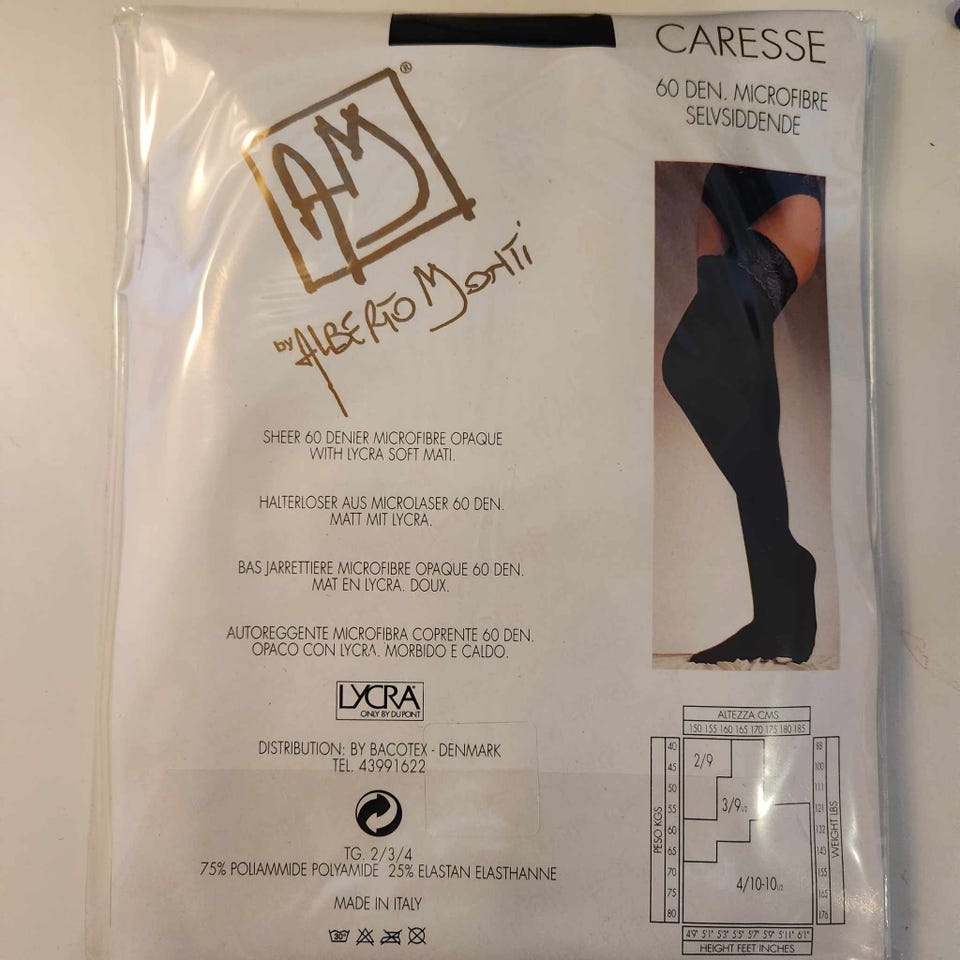 CARESSE
60 DEN. MICROFIBRE
SELVSIDDENDE
AM®
by ALBERTO MONTI
SHEER 60 DENIER MICROFIBRE OPAQUE
WITH LYCRA SOFT MATI.
HALTERLOSER AUS MICROLASER 60 DEN.
MATT MIT LYCRA.
BAS JARRETTIERE MICROFIBRE OPAQUE 60 DEN.
MAT EN LYCRA. DOUX.
AUTOREGGENTE MICROFIBRA COPRENTE 60 DEN.
OPACO CON LYCRA. MORBIDO E CALDO.
LYCRA
ONLY BY DU PONT
DISTRIBUTION: BY BACOTEX - DENMARK
TEL. 43991622
TG. 2/3/4
75% POLIAMMIDE POLYAMIDE 25% ELASTAN ELASTHANNE
MADE IN ITALY
30°
ALTEZZA CMS
150 155 160 165 170 175 180 185
PESO KGS
40
45
50
55
60
65
70
75
80
2/9
3/9 1/2
4/10-10 1/2
88
100
111
121
132
143
155
165
176
WEIGHT LBS
4'9" 5'1" 5'3" 5'5" 5'7" 5'9" 5'11" 6'1"
HEIGHT FEET INCHES